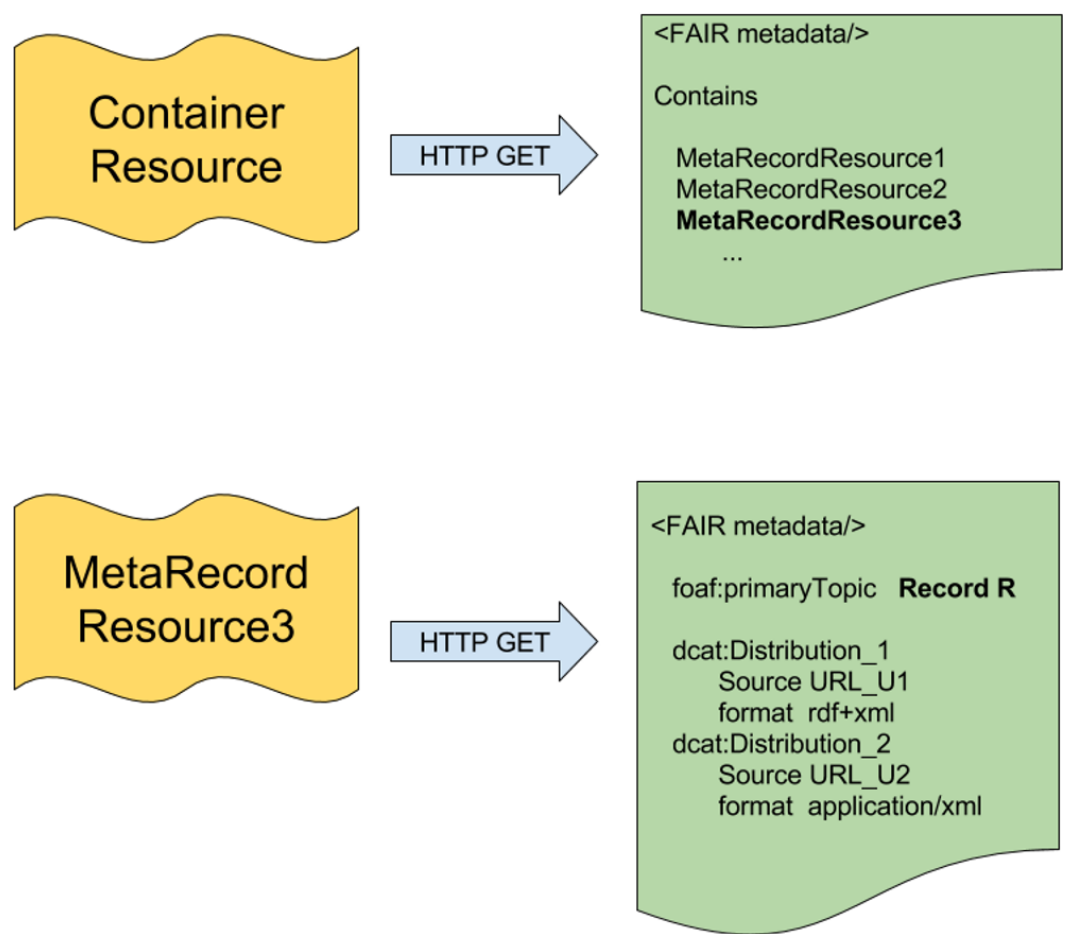 Container
Resource
HTTP GET
<FAIR metadata/>
Contains
MetaRecordResource1
MetaRecordResource2
MetaRecordResource3
...
MetaRecord
Resource3
HTTP GET
<FAIR metadata/>
foaf:primaryTopic Record R
dcat:Distribution_1
Source URL_U1
format rdf+xml
dcat:Distribution_2
Source URL_U2
format application/xml